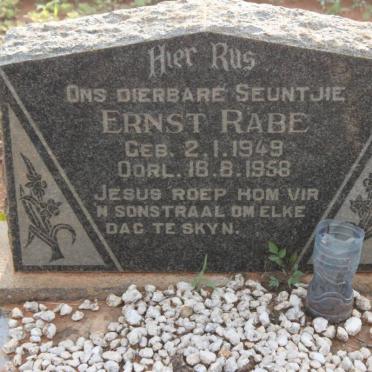 Hier Rus
ONS DIERBARE SEUNTJIE
ERNST RABE
GEB. 2.1.1949
OORL. 18.8.1958
JESUS ROEP HOM VIR
N SONSTRAAL OM ELKE
DAG TE SKYN.